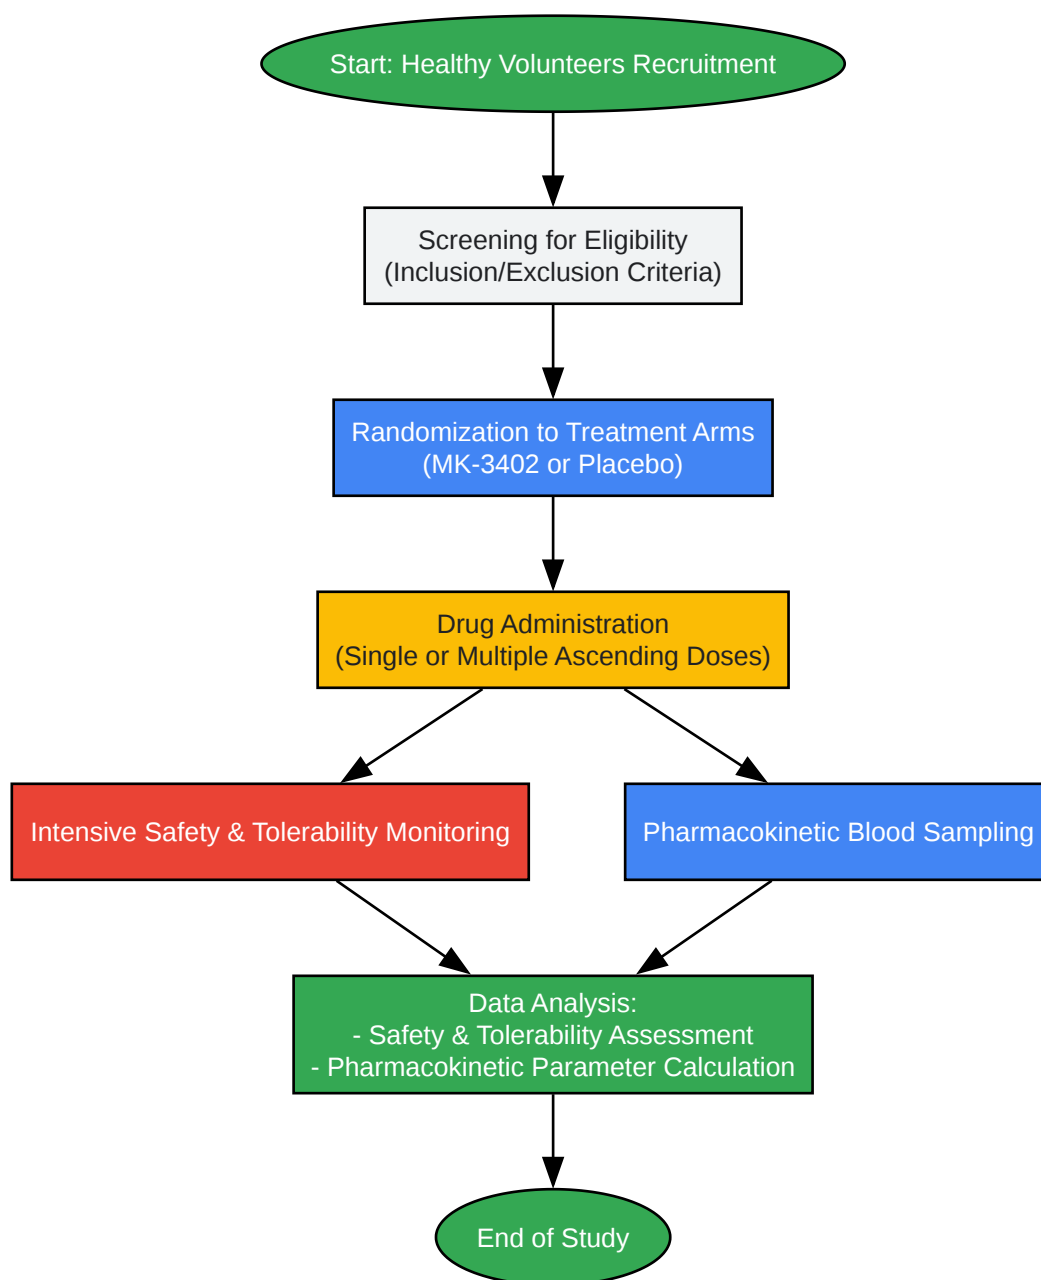 Start: Healthy Volunteers Recruitment
Screening for Eligibility
(Inclusion/Exclusion Criteria)
Randomization to Treatment Arms
(MK-3402 or Placebo)
Drug Administration
(Single or Multiple Ascending Doses)
Intensive Safety & Tolerability Monitoring
Pharmacokinetic Blood Sampling
Data Analysis:
- Safety & Tolerability Assessment
- Pharmacokinetic Parameter Calculation
End of Study